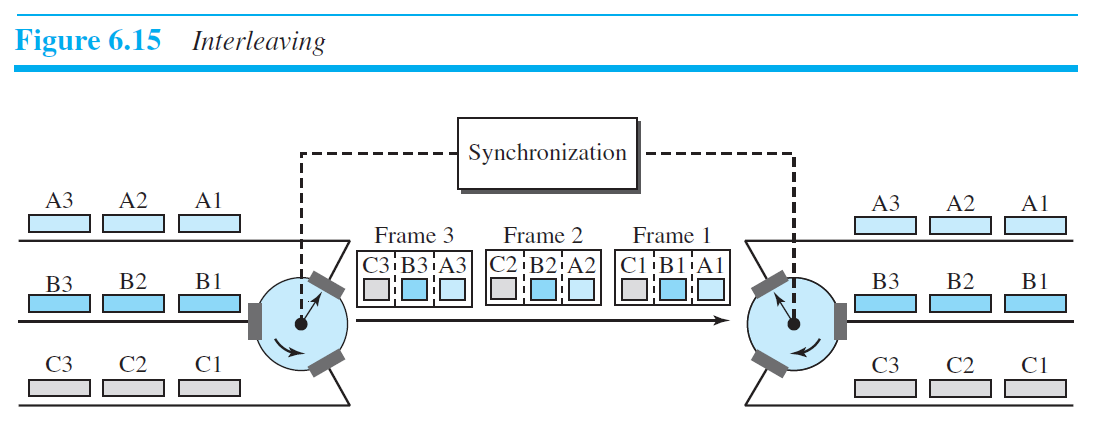 Figure 6.15 Interleaving
Synchronization
A3 A2 A1
A3 A2 A1
Frame 3 Frame 2 Frame 1
C3 B3 A3 C2 B2 A2 C1 B1 A1
B3 B2 B1
B3 B2 B1
C3 C2 C1
C3 C2 C1